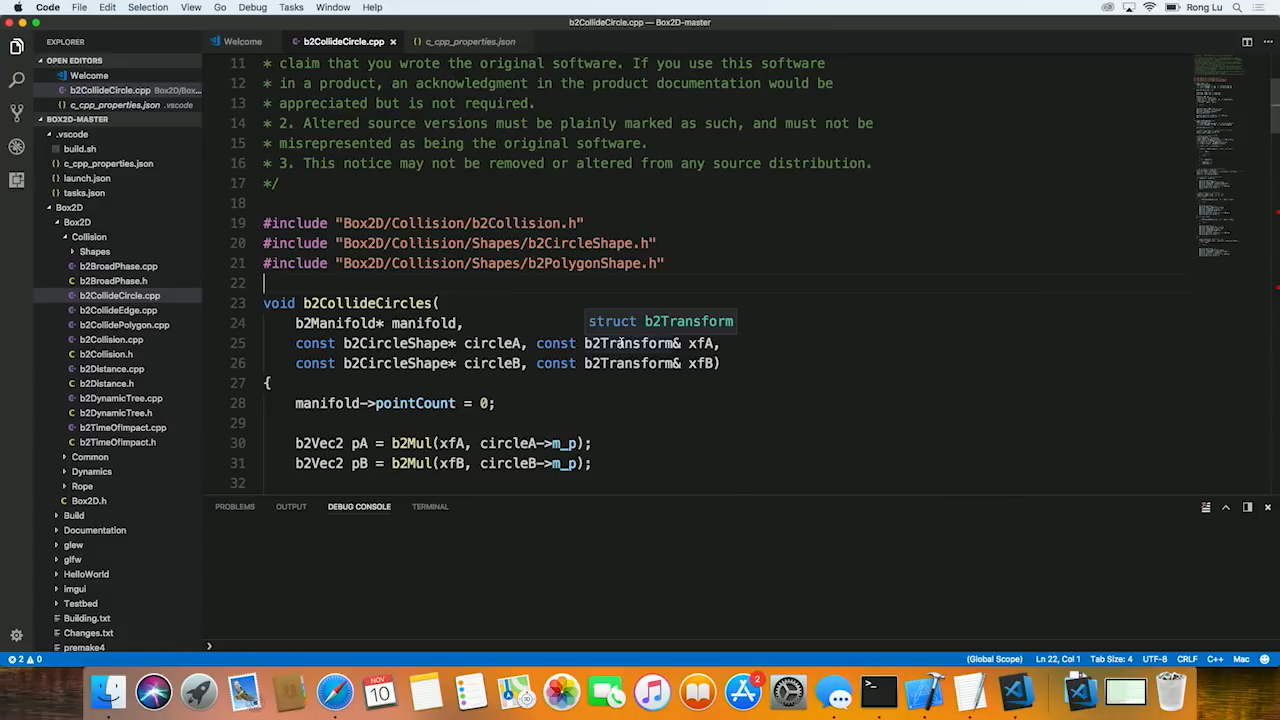 Code File Edit Selection View Go Debug Tasks Window Help Rong Lu
b2CollideCircle.cpp — Box2D-master
EXPLORER
Welcome b2CollideCircle.cpp × c_cpp_properties.json
OPEN EDITORS
Welcome
b2CollideCircle.cpp Box2D/Box...
c_cpp_properties.json .vscode
BOX2D-MASTER
.vscode
build.sh
c_cpp_properties.json
launch.json
tasks.json
Box2D
Box2D
Collision
Shapes
b2BroadPhase.cpp
b2BroadPhase.h
b2CollideCircle.cpp
b2CollideEdge.cpp
b2CollidePolygon.cpp
b2Collision.cpp
b2Collision.h
b2Distance.cpp
b2Distance.h
b2DynamicTree.cpp
b2DynamicTree.h
b2TimeOfImpact.cpp
b2TimeOfImpact.h
Common
Dynamics
Rope
Box2D.h
Build
Documentation
glew
glfw
HelloWorld
imgui
Testbed
Building.txt
Changes.txt
premake4
11 * claim that you wrote the original software. If you use this software
12 * in a product, an acknowledgment in the product documentation would be
13 * appreciated but is not required.
14 * 2. Altered source versions must be plainly marked as such, and must not be
15 * misrepresented as being the original software.
16 * 3. This notice may not be removed or altered from any source distribution.
17 */
18
19 #include "Box2D/Collision/b2Collision.h"
20 #include "Box2D/Collision/Shapes/b2CircleShape.h"
21 #include "Box2D/Collision/Shapes/b2PolygonShape.h"
22
23 void b2CollideCircles(
24 b2Manifold* manifold,
struct b2Transform
25 const b2CircleShape* circleA, const b2Transform& xfA,
26 const b2CircleShape* circleB, const b2Transform& xfB)
27 {
28 manifold->pointCount = 0;
29
30 b2Vec2 pA = b2Mul(xfA, circleA->m_p);
31 b2Vec2 pB = b2Mul(xfB, circleB->m_p);
32
PROBLEMS OUTPUT DEBUG CONSOLE TERMINAL
2 0 (Global Scope) Ln 22, Col 1 Tab Size: 4 UTF-8 CRLF C++ Mac
NOV
10
2